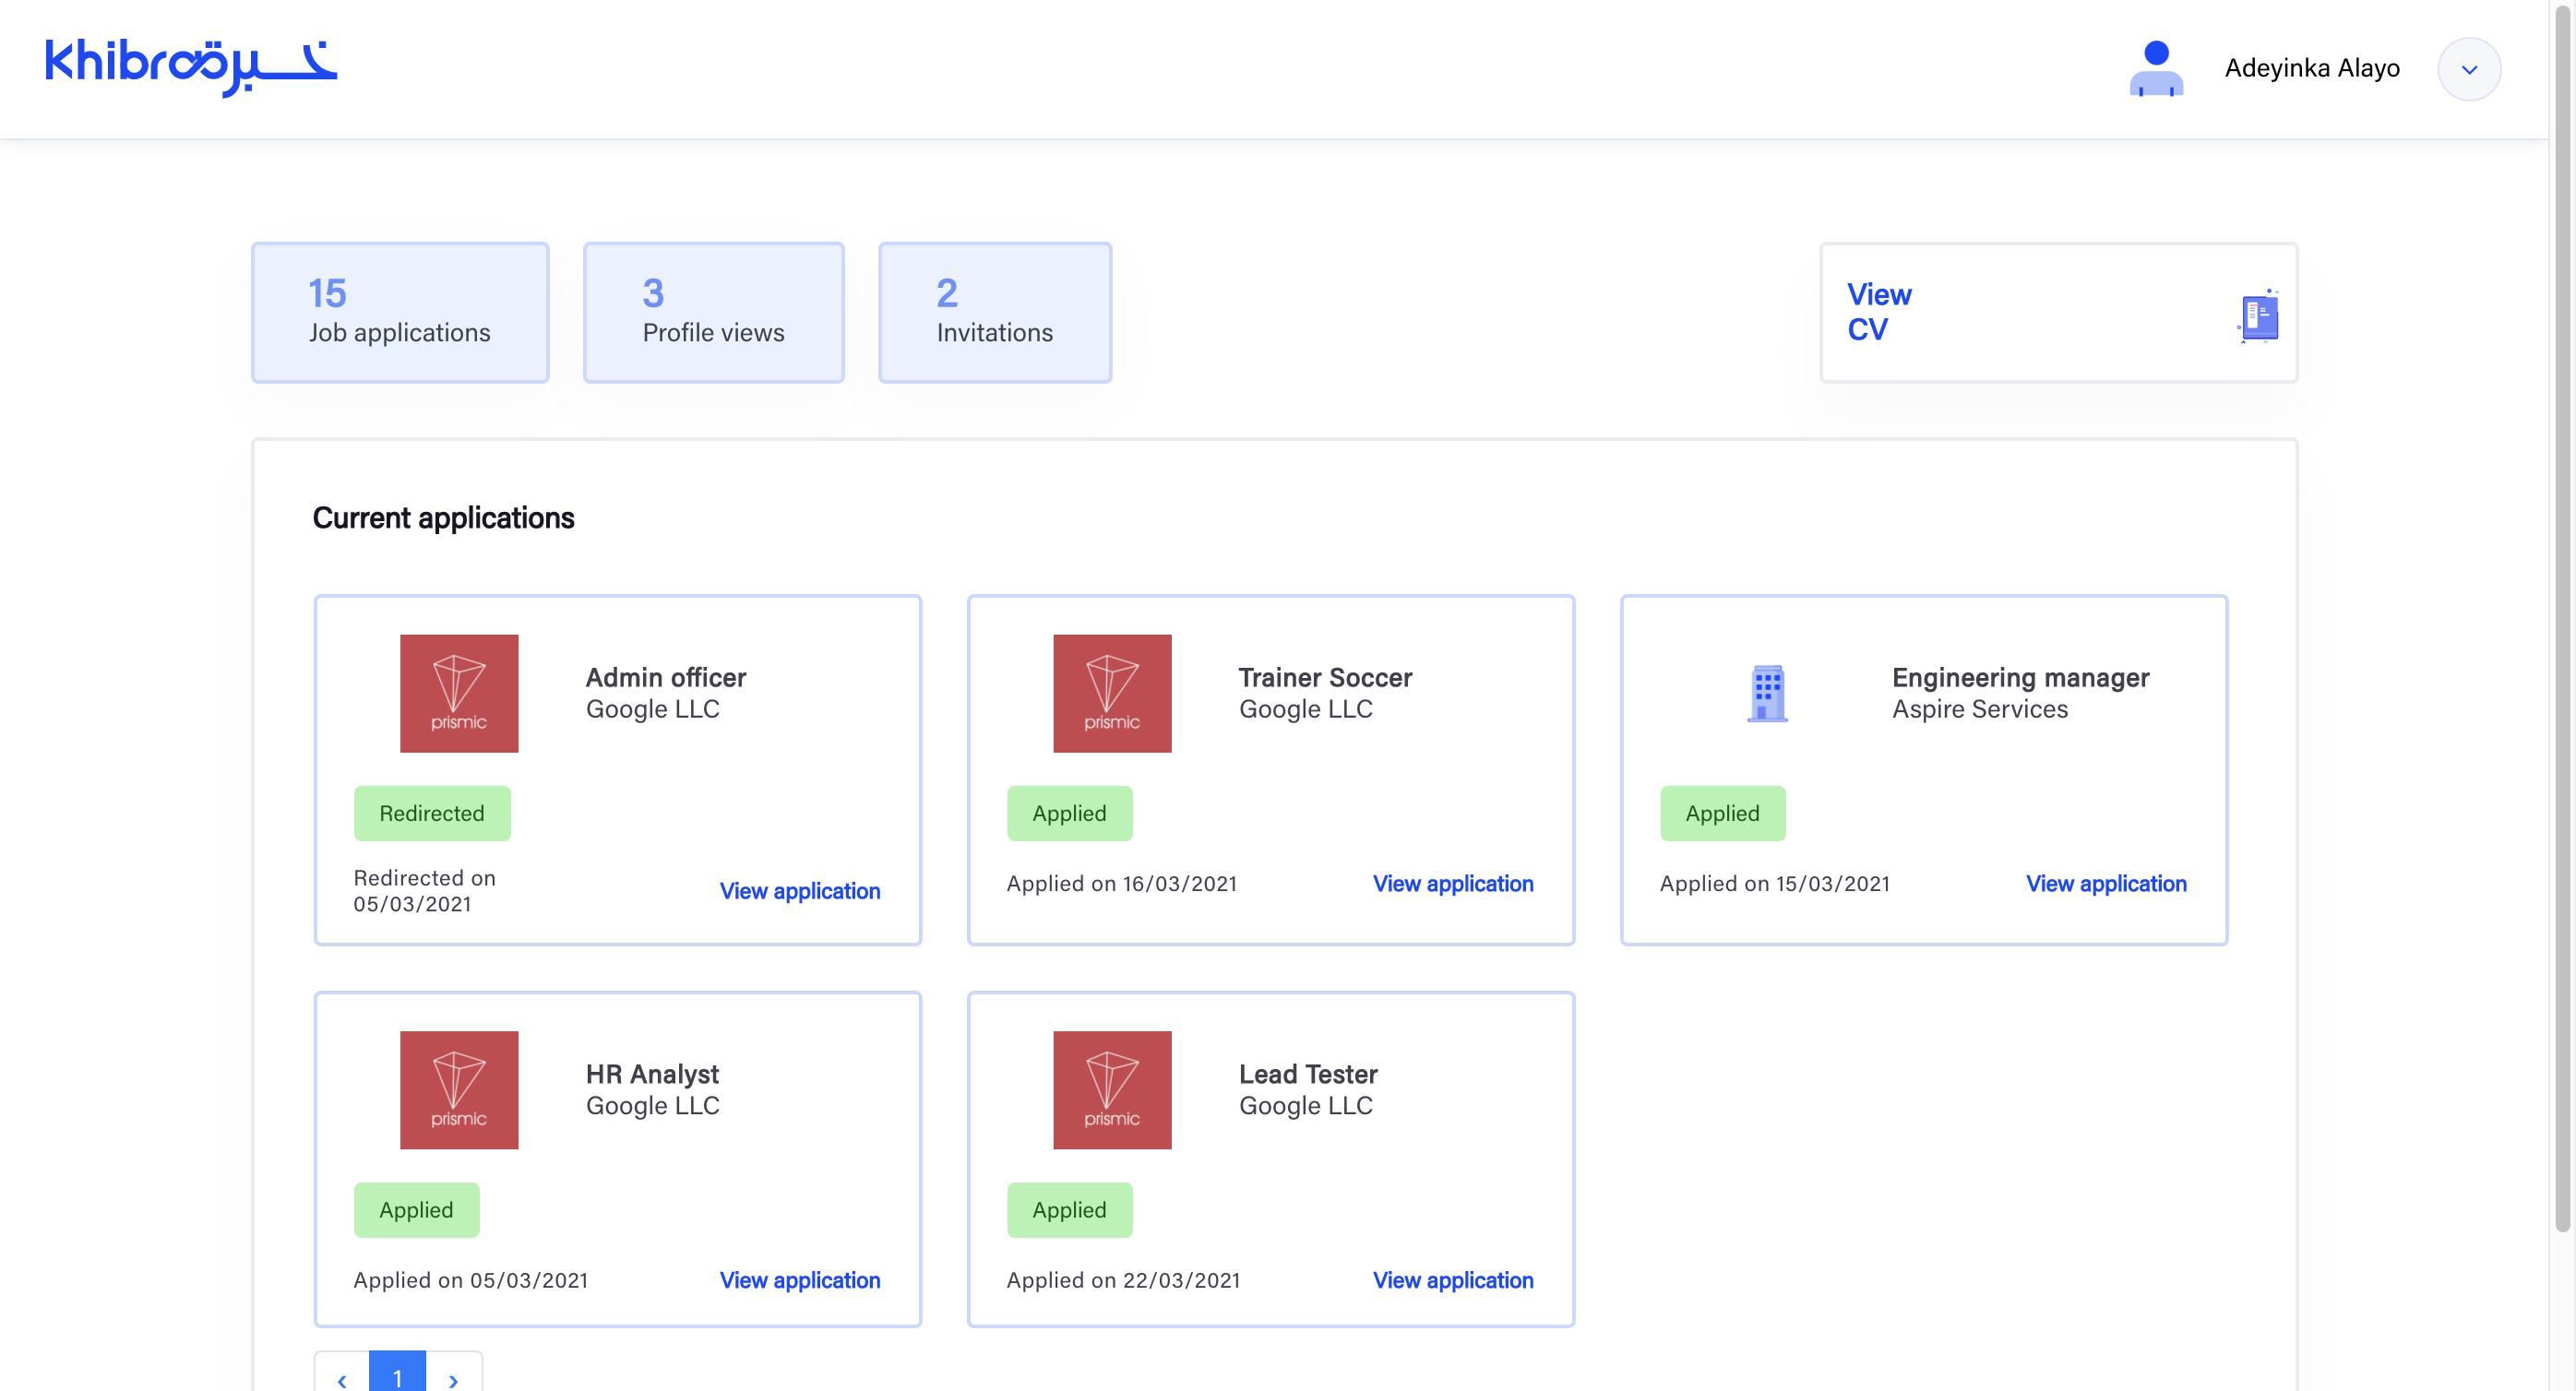 khibra خبرة
Adeyinka Alayo
15
Job applications
3
Profile views
2
Invitations
View
CV
Current applications
prismic
Admin officer
Google LLC
Redirected
Redirected on
05/03/2021
View application
prismic
Trainer Soccer
Google LLC
Applied
Applied on 16/03/2021
View application
Engineering manager
Aspire Services
Applied
Applied on 15/03/2021
View application
prismic
HR Analyst
Google LLC
Applied
Applied on 05/03/2021
View application
prismic
Lead Tester
Google LLC
Applied
Applied on 22/03/2021
View application
‹ 1 ›